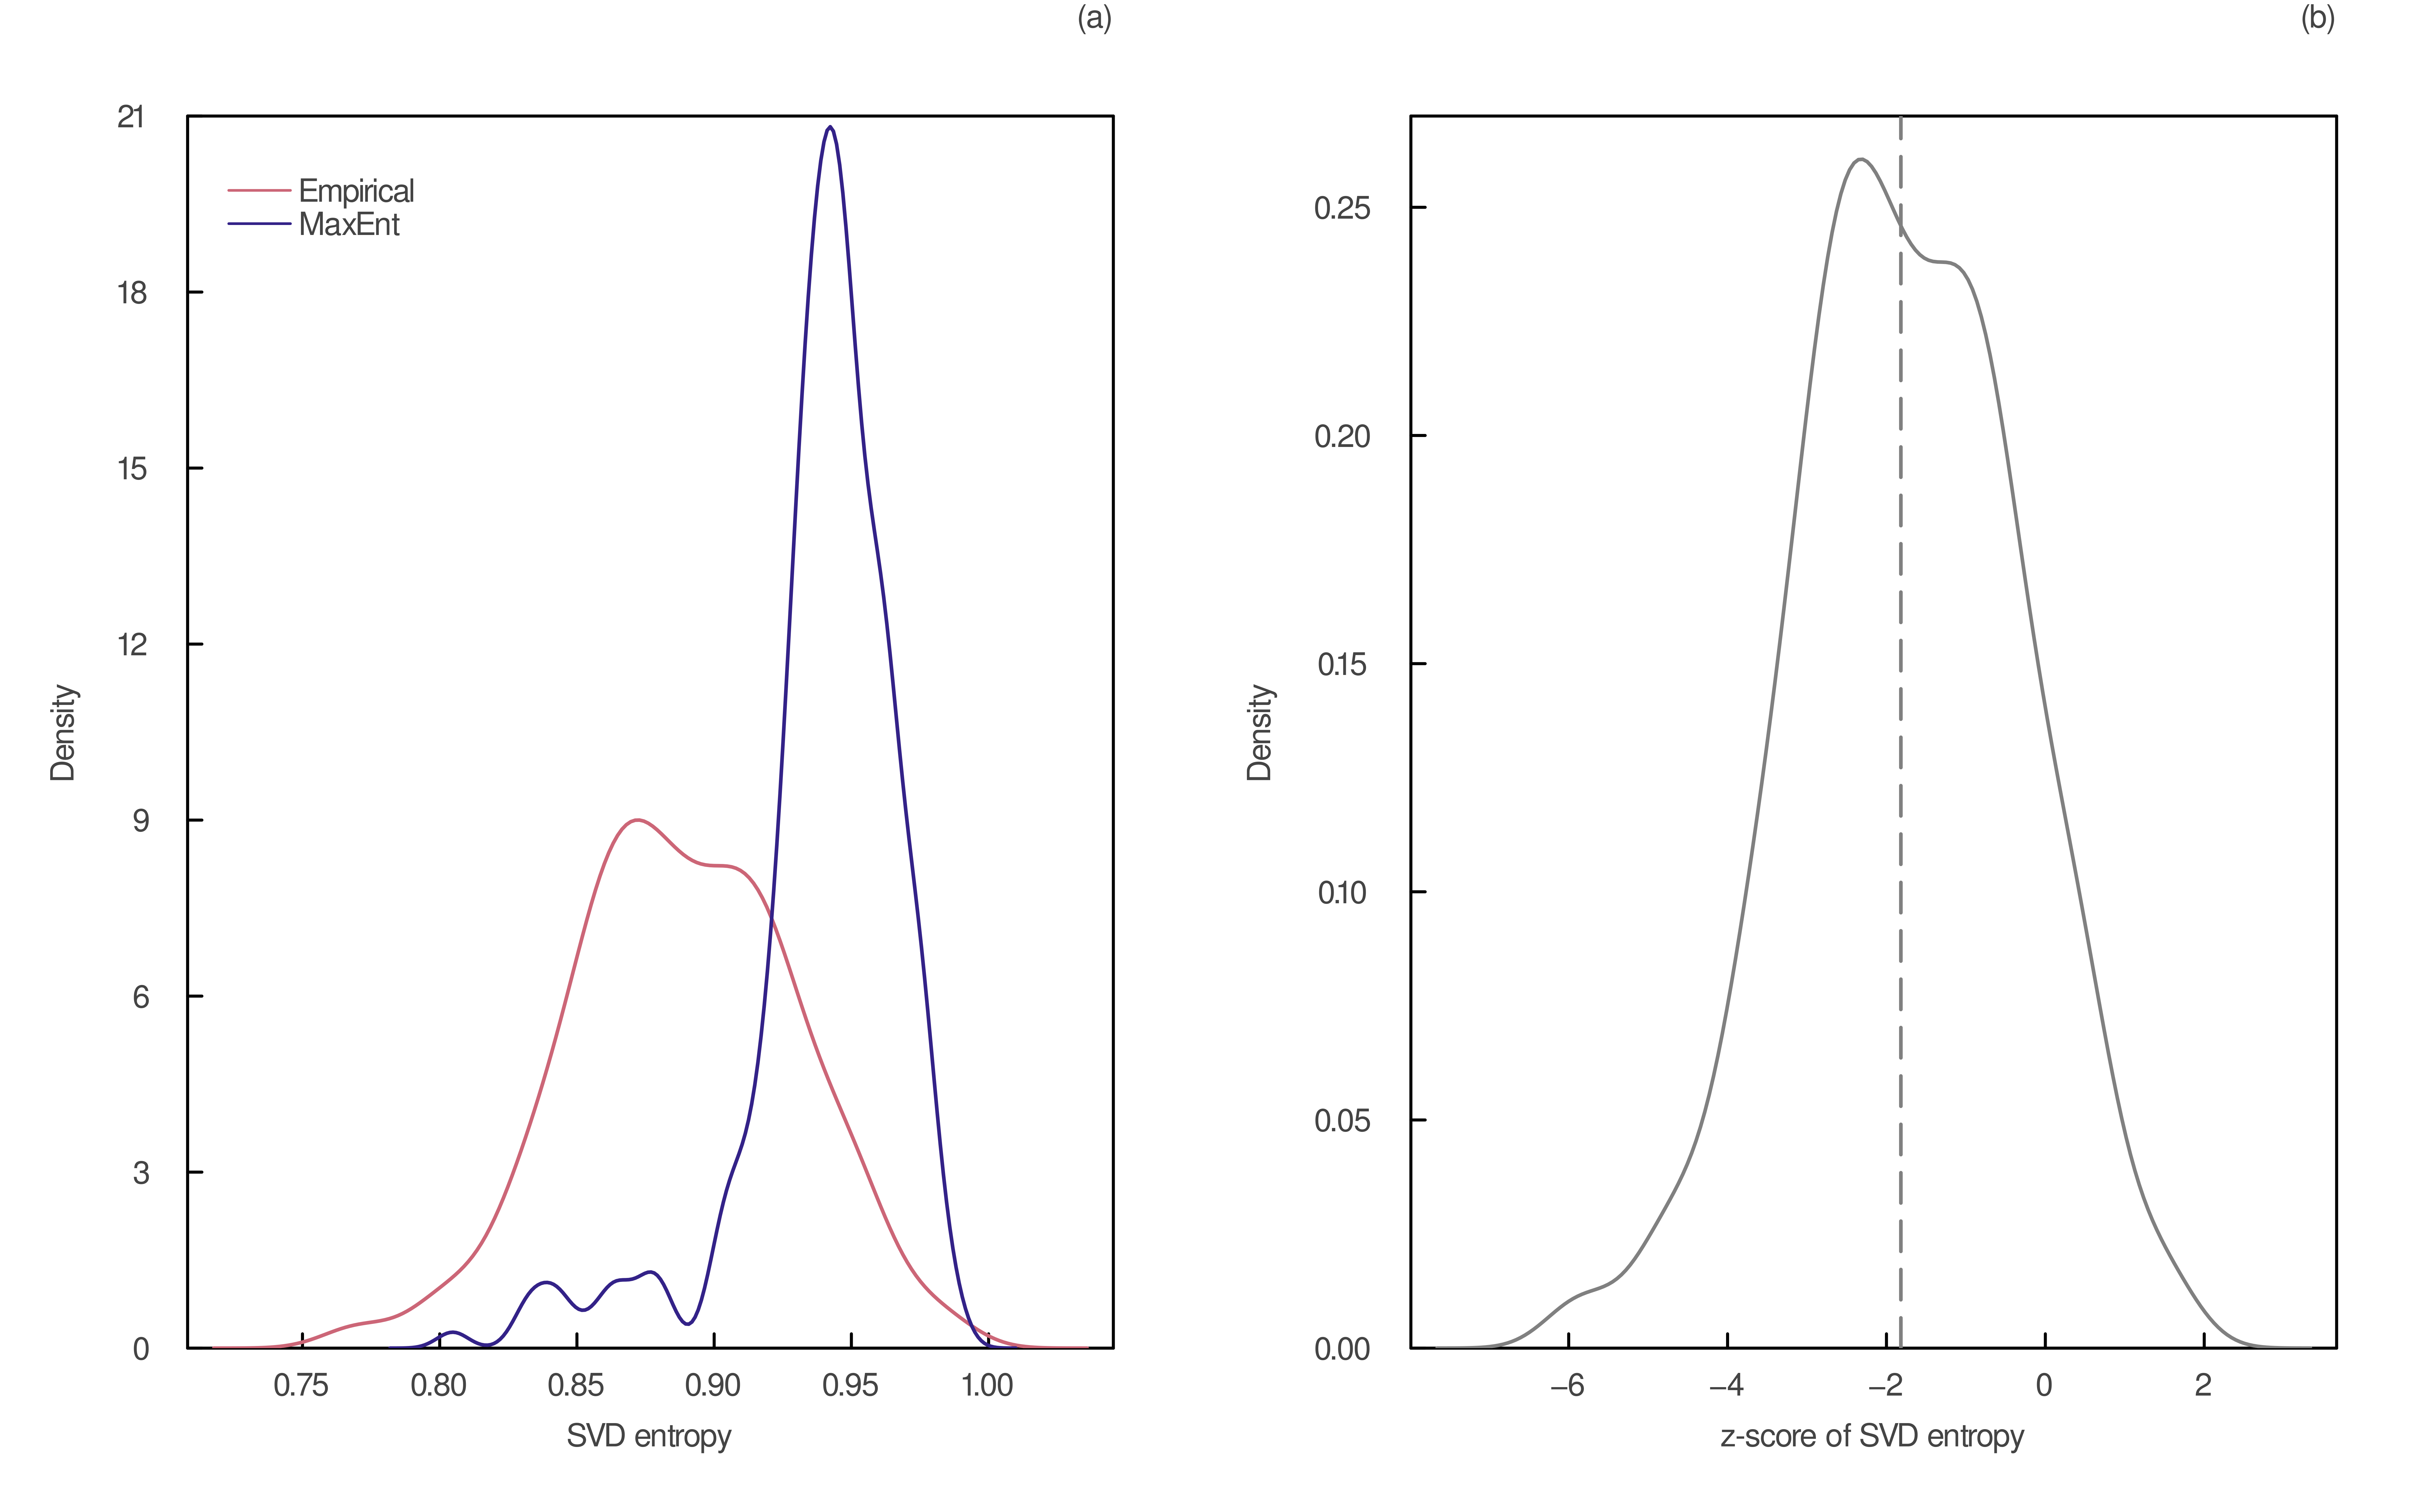 (a)
21
18
15
12
9
6
3
0
Density
Empirical
MaxEnt
0.75 0.80 0.85 0.90 0.95 1.00
SVD entropy
(b)
0.25
0.20
0.15
0.10
0.05
0.00
Density
−6 −4 −2 0 2
z-score of SVD entropy